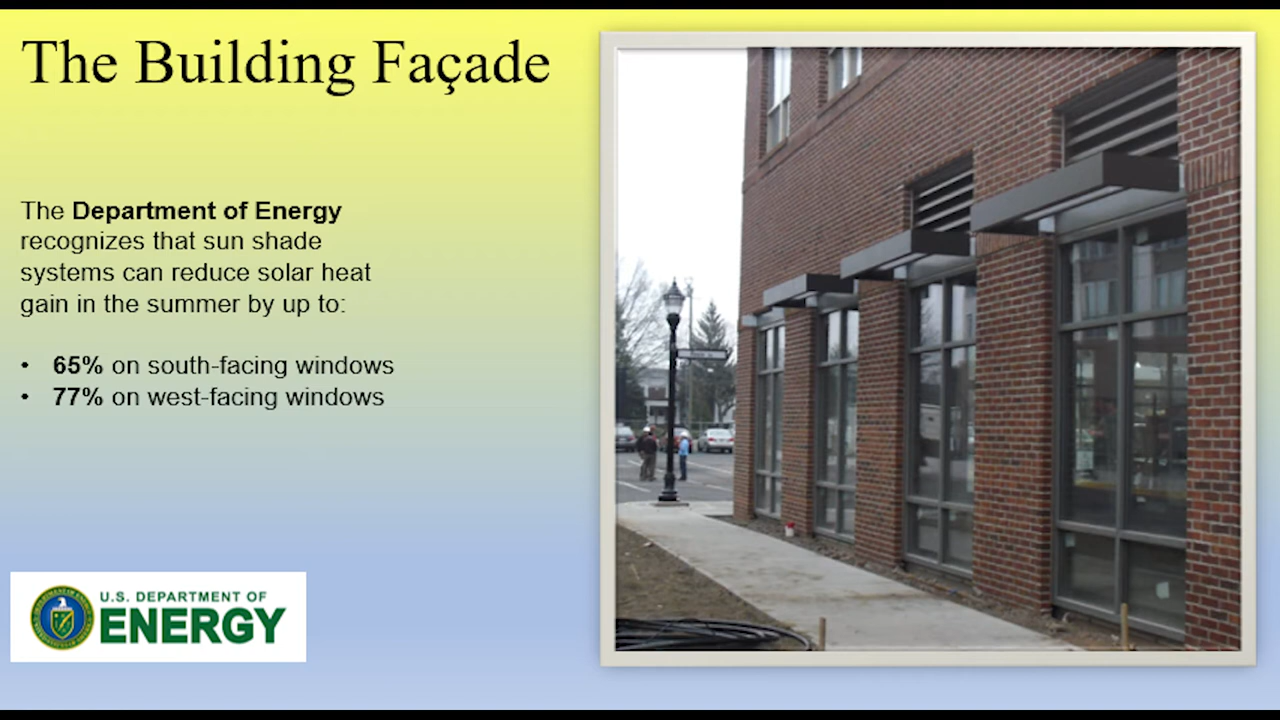 The Building Façade
The Department of Energy
recognizes that sun shade
systems can reduce solar heat
gain in the summer by up to:
• 65% on south-facing windows
• 77% on west-facing windows
U.S. DEPARTMENT OF
ENERGY